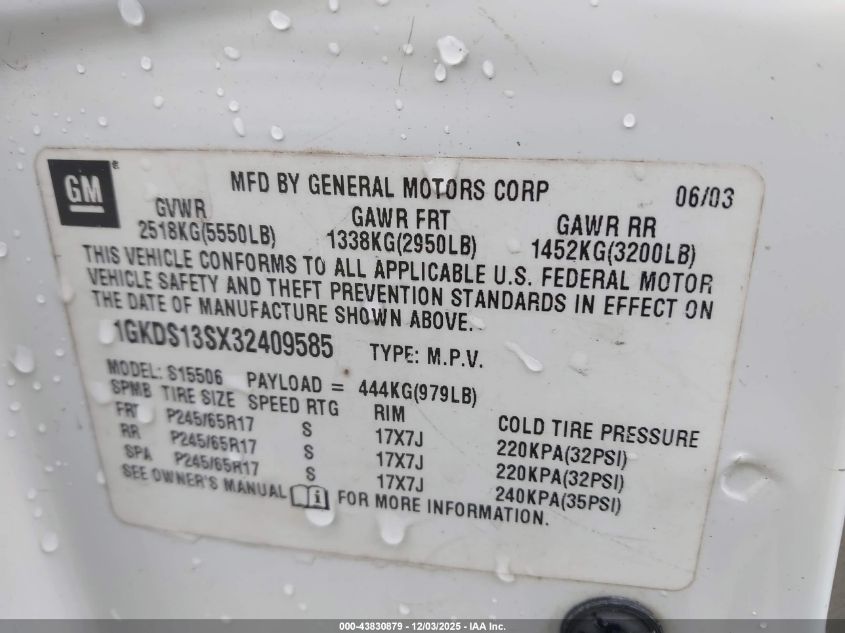 GM ® MFD BY GENERAL MOTORS CORP 06/03
GVWR GAWR FRT GAWR RR
2518KG(5550LB) 1338KG(2950LB) 1452KG(3200LB)
THIS VEHICLE CONFORMS TO ALL APPLICABLE U.S. FEDERAL MOTOR
VEHICLE SAFETY AND THEFT PREVENTION STANDARDS IN EFFECT ON
THE DATE OF MANUFACTURE SHOWN ABOVE.
1GKDS13SX32409585 TYPE: M.P.V.
MODEL: S15506 PAYLOAD = 444KG(979LB)
SPMB TIRE SIZE SPEED RTG RIM COLD TIRE PRESSURE
FRT P245/65R17 S 17X7J 220KPA(32PSI)
RR P245/65R17 S 17X7J 220KPA(32PSI)
SPA P245/65R17 S 17X7J 240KPA(35PSI)
SEE OWNER'S MANUAL i FOR MORE INFORMATION.
000-43830879 - 12/03/2025 - IAA Inc.